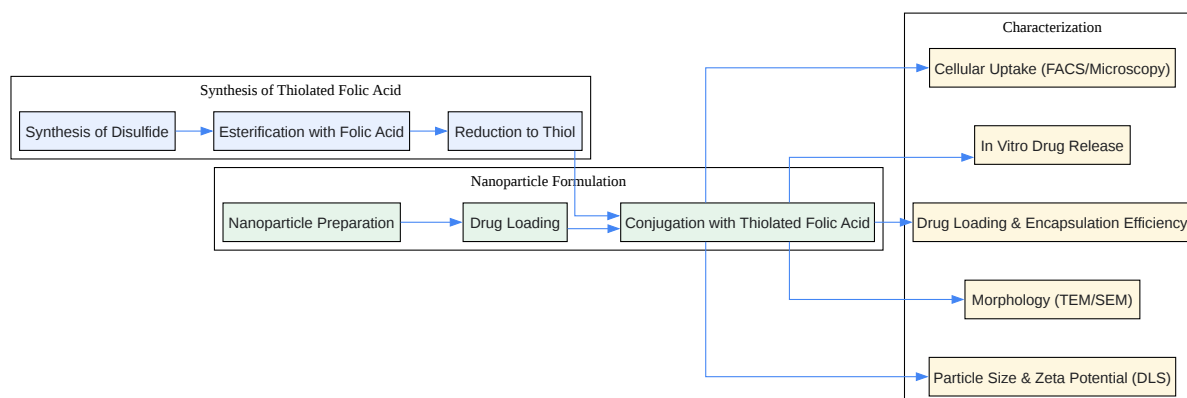 Characterization
Cellular Uptake (FACS/Microscopy)
Synthesis of Thiolated Folic Acid
Synthesis of Disulfide
Esterification with Folic Acid
Reduction to Thiol
In Vitro Drug Release
Nanoparticle Formulation
Nanoparticle Preparation
Drug Loading
Conjugation with Thiolated Folic Acid
Drug Loading & Encapsulation Efficiency
Morphology (TEM/SEM)
Particle Size & Zeta Potential (DLS)